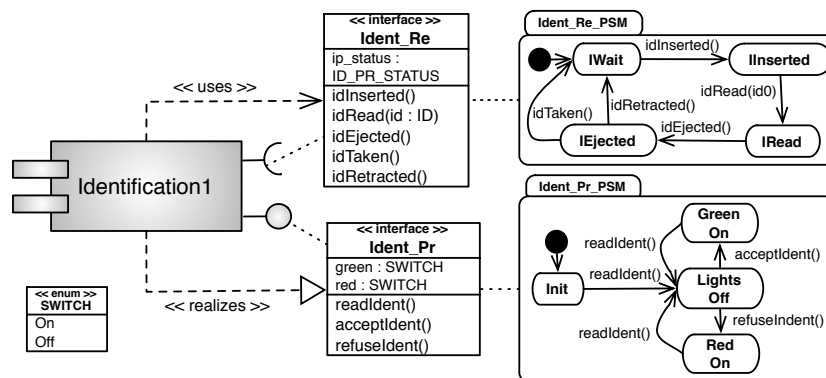 << interface >>
Ident_Re
ip_status :
ID_PR_STATUS
idInserted()
idRead(id : ID)
idEjected()
idTaken()
idRetracted()
<< uses >>
Identification1
<< realizes >>
<< enum >>
SWITCH
On
Off
<< interface >>
Ident_Pr
green : SWITCH
red : SWITCH
readIdent()
acceptIdent()
refuseIdent()
Ident_Re_PSM
IWait
idInserted()
IInserted
idRead(id0)
idTaken()
idRetracted()
idEjected()
IEjected
IRead
Ident_Pr_PSM
Green
On
readIdent()
acceptIdent()
Init
readIdent()
Lights
Off
readIdent()
refuseIndent()
Red
On